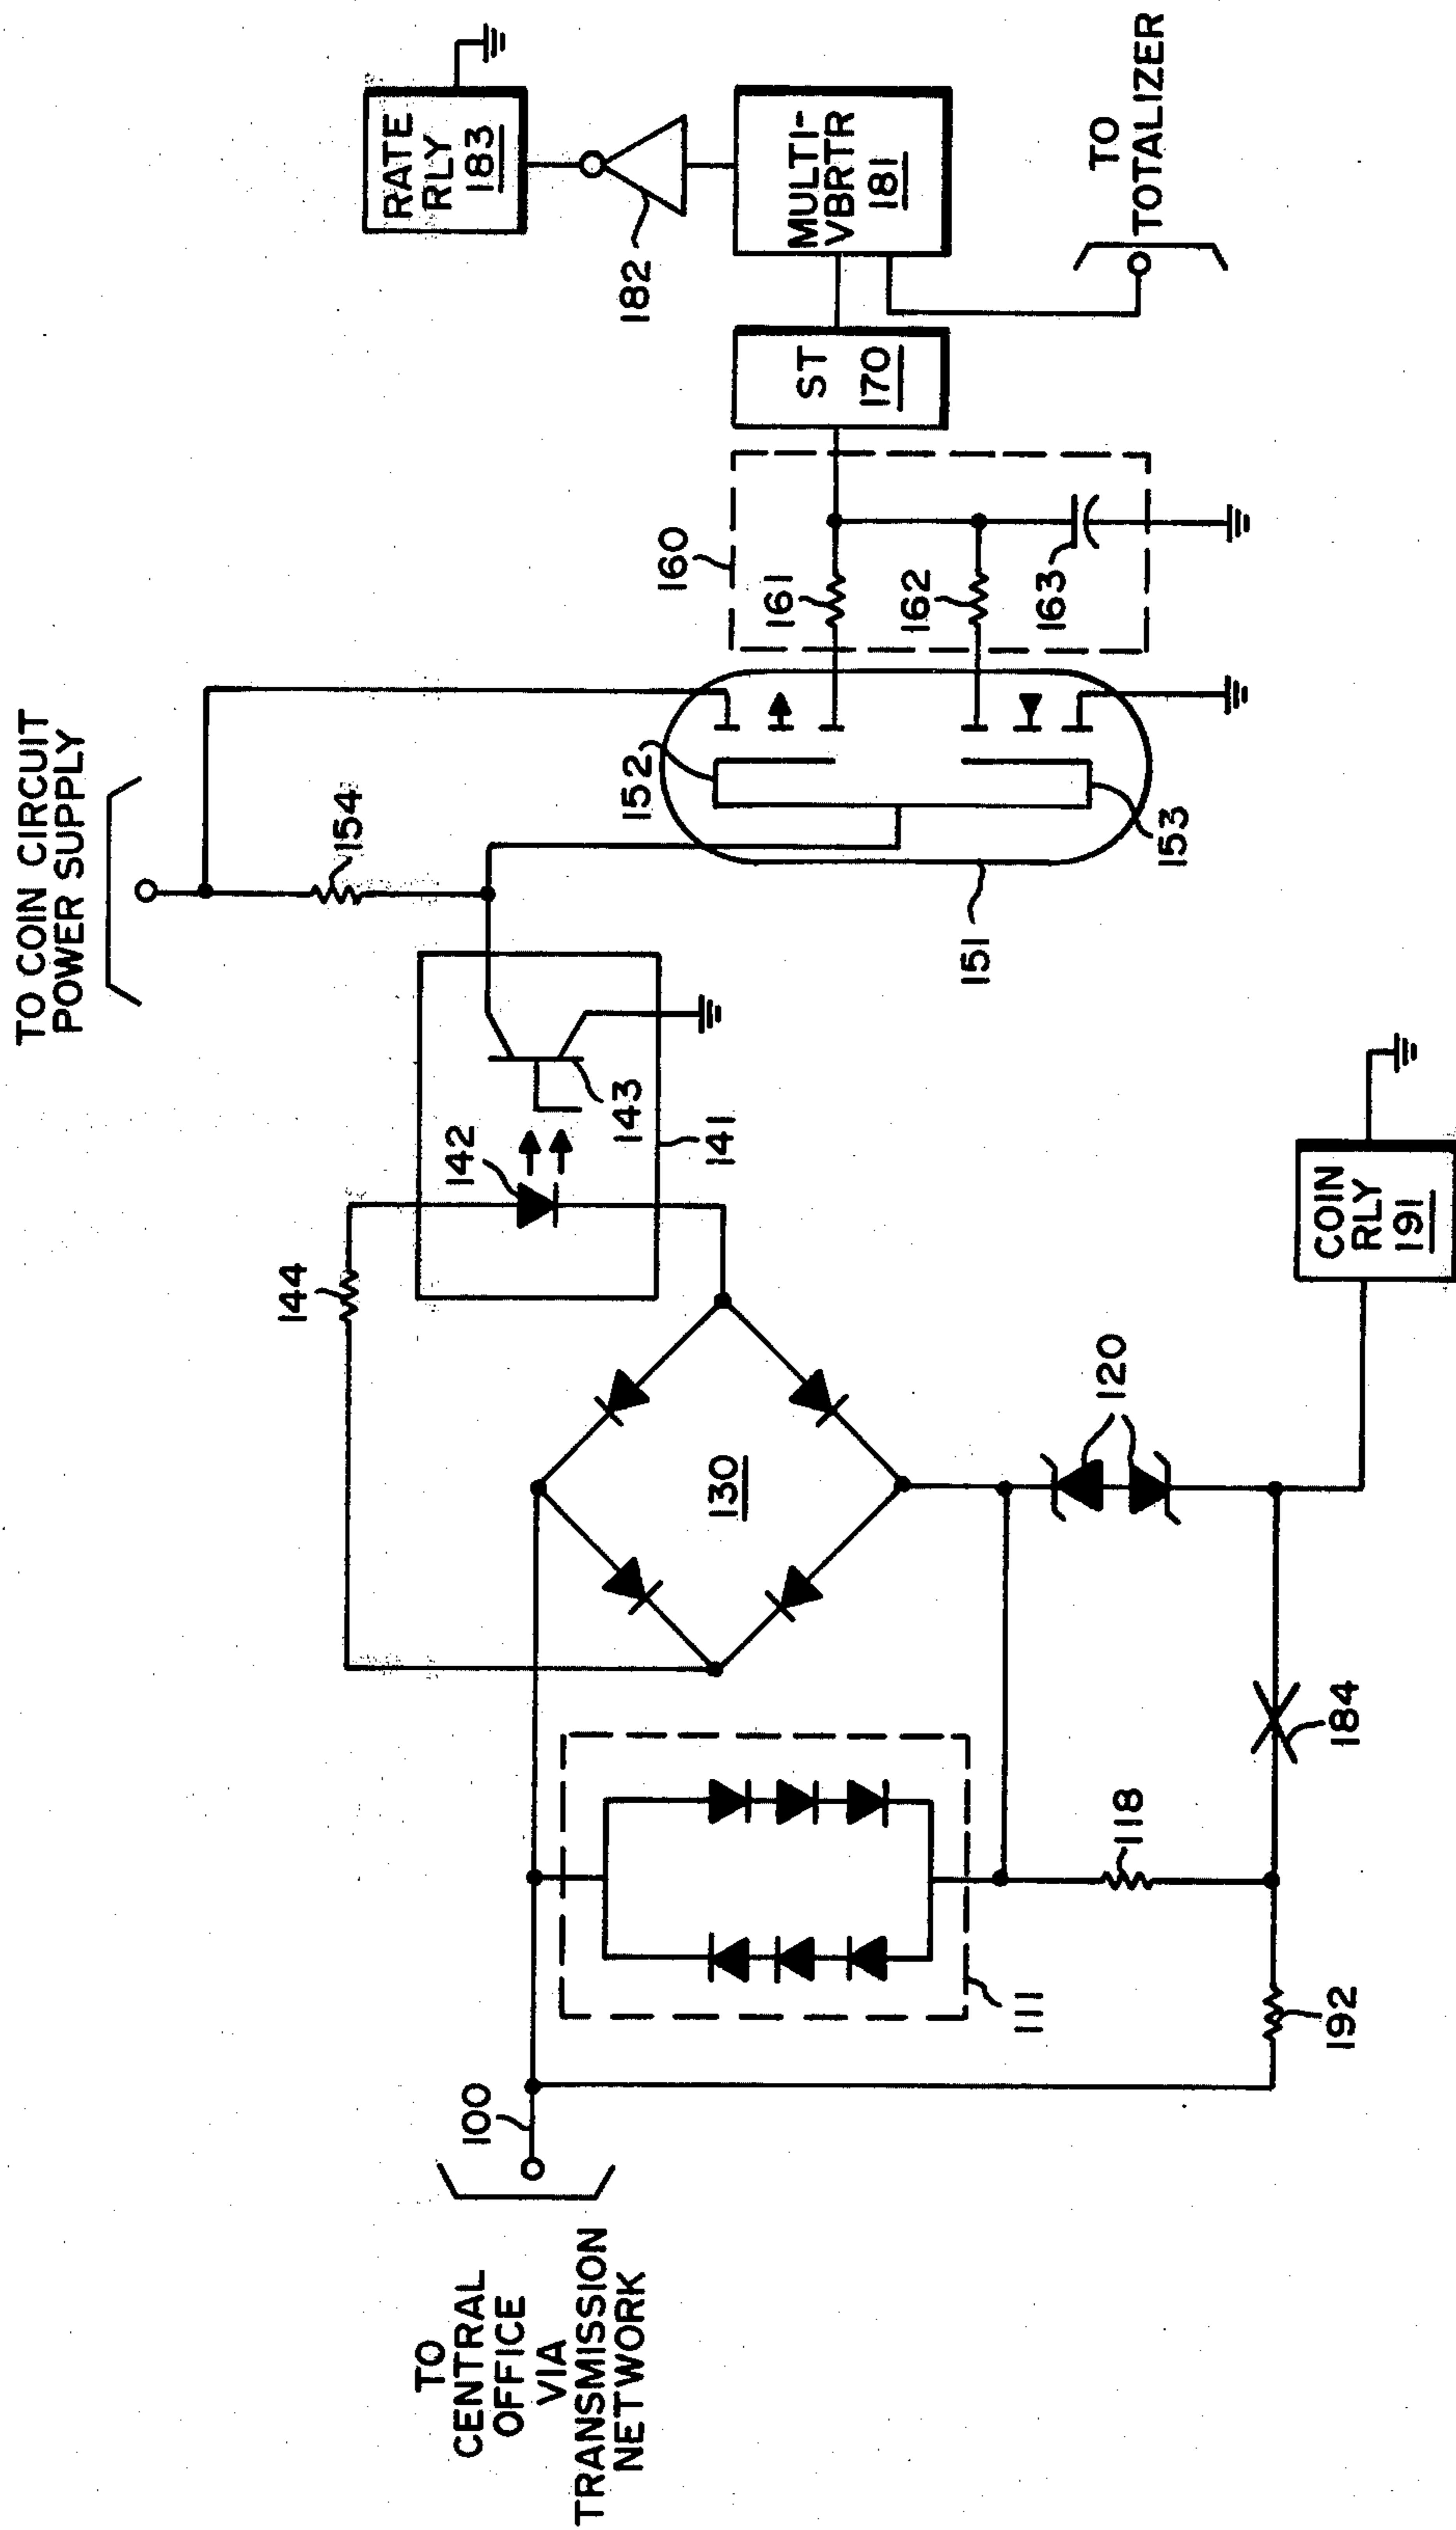 TO
CENTRAL
OFFICE
VIA
TRANSMISSION
NETWORK
100
111
118
192
184
130
120
144
142
143
141
COIN
RLY
191
TO COIN CIRCUIT
POWER SUPPLY
154
151
152
153
160
161
162
163
ST
170
MULTI-
VBRTR
181
182
RATE
RLY
183
TO
TOTALIZER